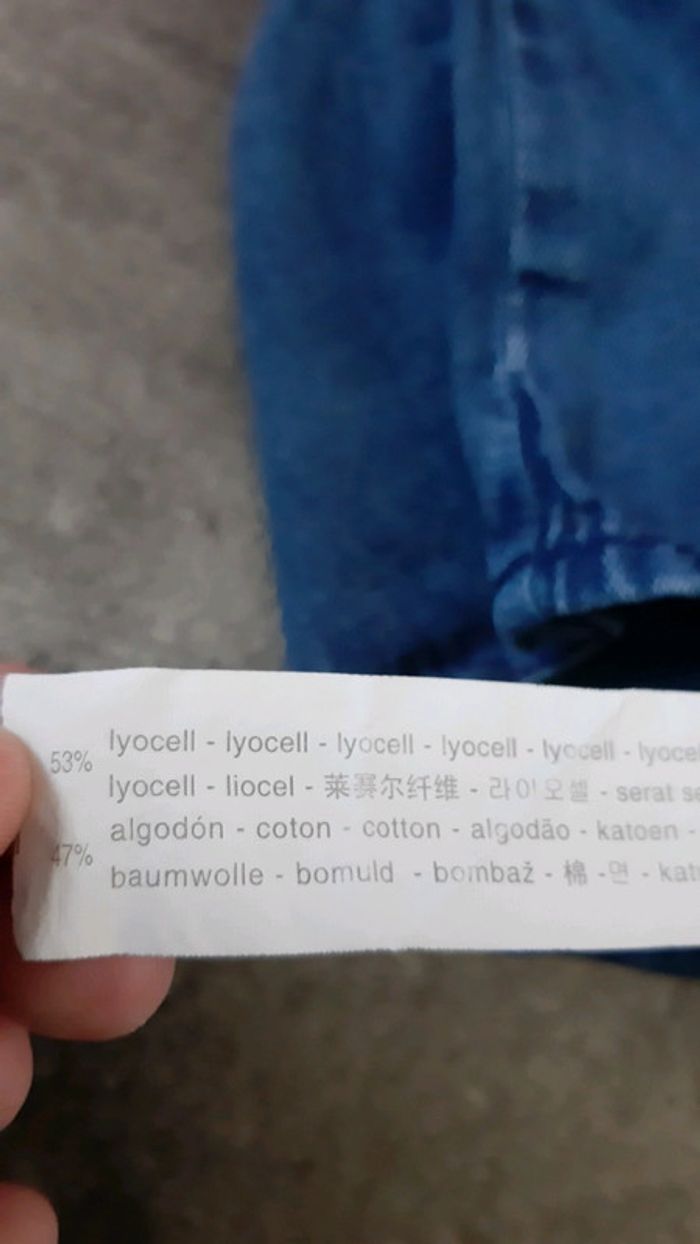 53% lyocell - lyocell - lyocell - lyocell - lyocell -
lyocell - liocel - 莱赛尔纤维 - 라이오셀 - serat
47% algodón - coton - cotton - algodão - katoen -
baumwolle - bomuld - bombaž - 棉 -면 -